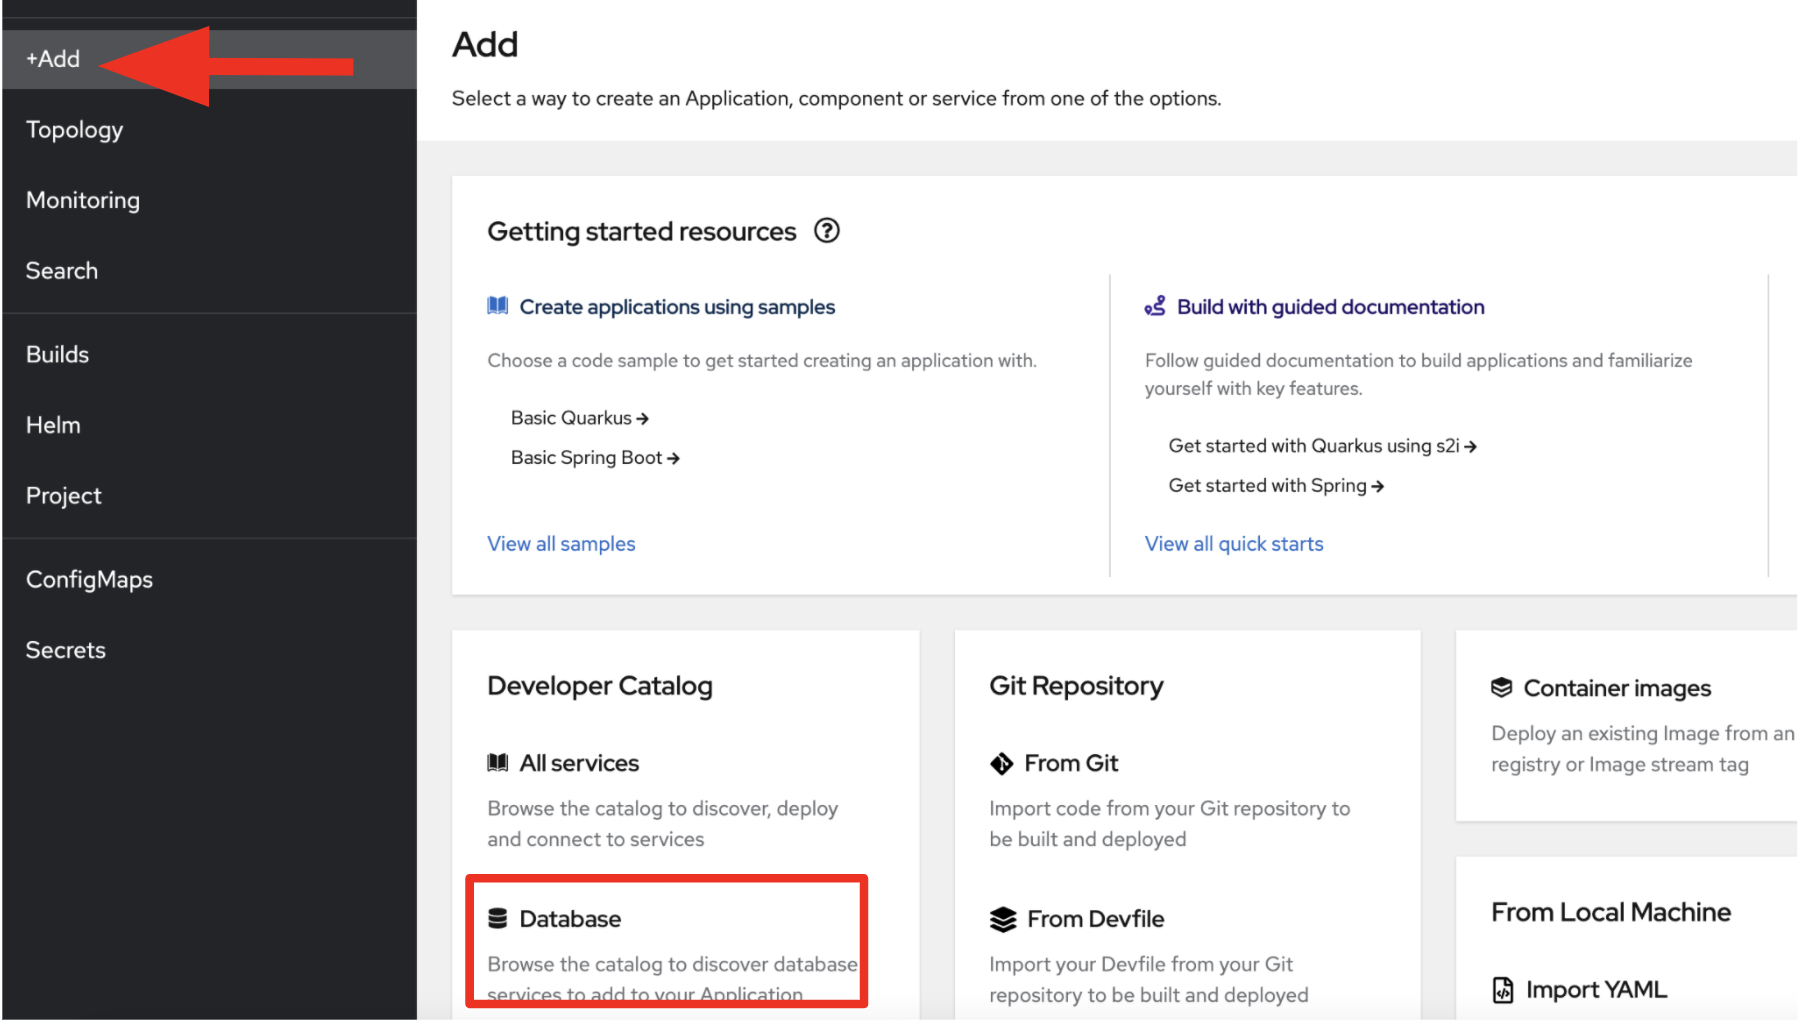 +Add
Topology
Monitoring
Search
Builds
Helm
Project
ConfigMaps
Secrets
Add
Select a way to create an Application, component or service from one of the options.
Getting started resources
Create applications using samples
Choose a code sample to get started creating an application with.
Basic Quarkus
Basic Spring Boot
View all samples
Build with guided documentation
Follow guided documentation to build applications and familiarize
yourself with key features.
Get started with Quarkus using s2i
Get started with Spring
View all quick starts
Developer Catalog
All services
Browse the catalog to discover, deploy
and connect to services
Database
Browse the catalog to discover database
services to add to your Application
Git Repository
From Git
Import code from your Git repository to
be built and deployed
From Devfile
Import your Devfile from your Git
repository to be built and deployed
Container images
Deploy an existing Image from an
registry or Image stream tag
From Local Machine
Import YAML